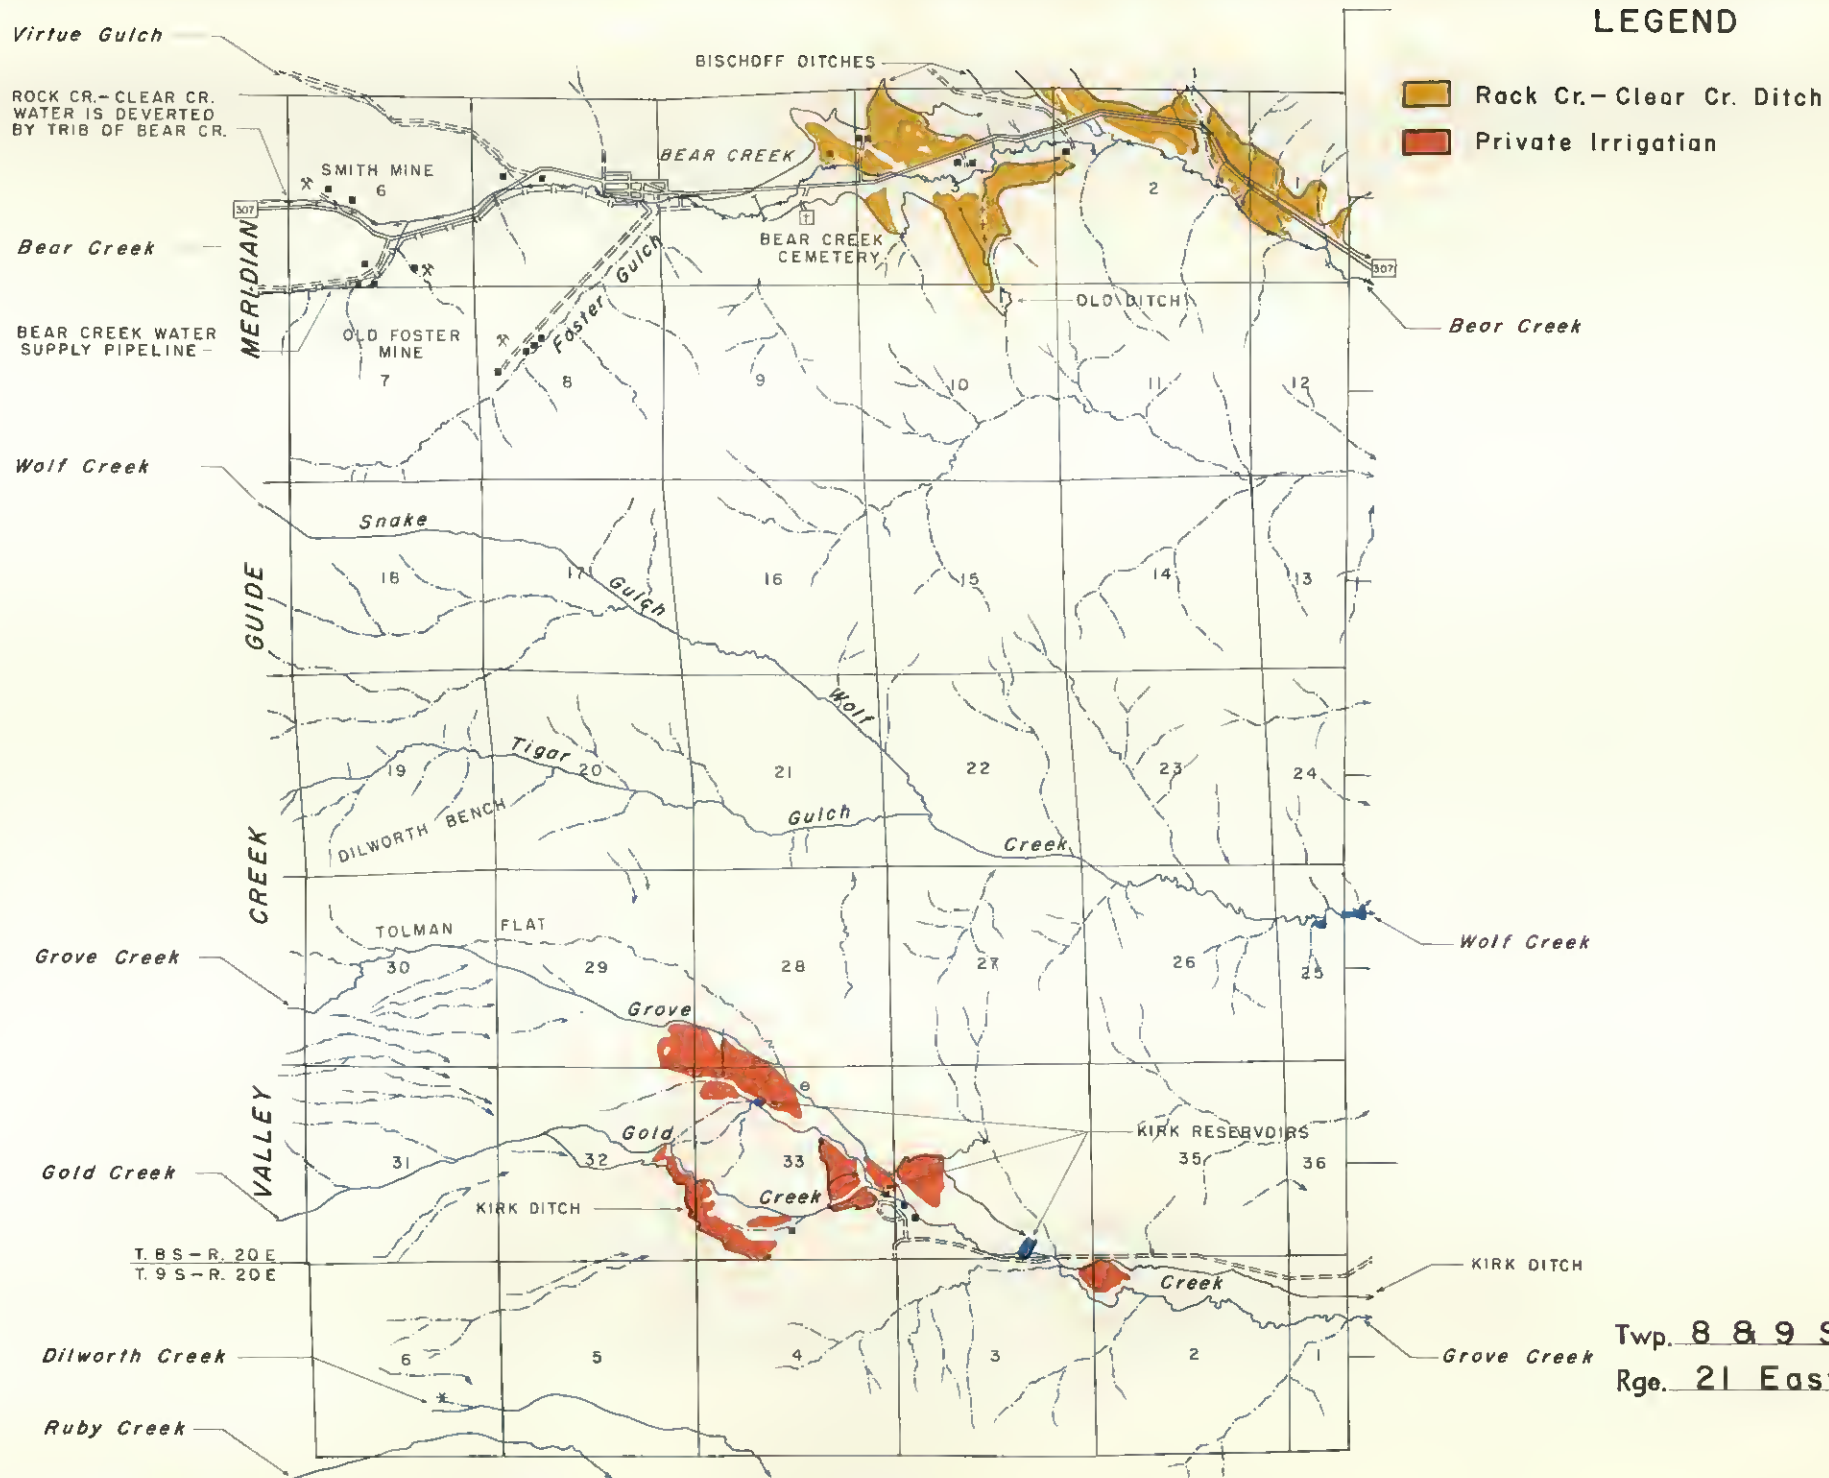 LEGEND
Rock Cr.-Clear Cr. Ditch
Private Irrigation
Virtue Gulch
ROCK CR.-CLEAR CR.
WATER IS DEVERTED
BY TRIB OF BEAR CR.
BISCHOFF DITCHES
SMITH MINE
6
BEAR CREEK
3
2
1
307
Bear Creek
BEAR CREEK
CEMETERY
307
Foster Gulch
OLD DITCH
Bear Creek
BEAR CREEK WATER
SUPPLY PIPELINE
OLD FOSTER
MINE
7
8
9
10
11
12
Wolf Creek
Snake
Gulch
18
17
16
15
14
13
Wolf
Tigar
Gulch
Creek
19
20
21
22
23
24
DILWORTH BENCH
TOLMAN FLAT
Wolf Creek
Grove Creek
30
29
28
27
26
25
Grove
e
KIRK RESERVOIRS
Gold
Creek
31
32
33
35
36
Gold Creek
KIRK DITCH
T. 8 S-R. 20 E
T. 9 S-R. 20 E
KIRK DITCH
Creek
Dilworth Creek
6
5
4
3
2
1
Grove Creek
Ruby Creek
VALLEY CREEK GUIDE MERIDIAN
Twp. 8 & 9 S
Rge. 21 Eas